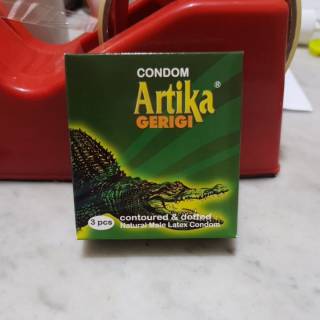 CONDOM
Artika®
GERIGI
contoured & dotted
3 pcs
Natural Male Latex Condom